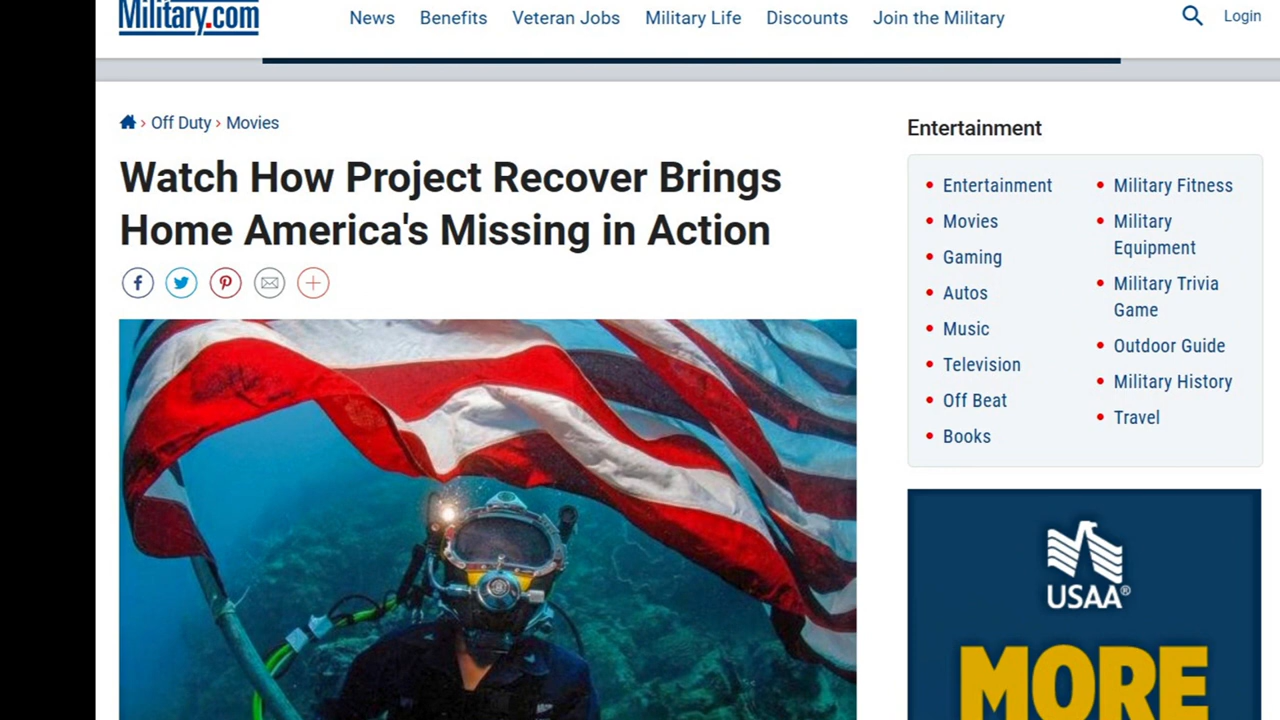 Military.com
News Benefits Veteran Jobs Military Life Discounts Join the Military
Login
Off Duty › Movies
Watch How Project Recover Brings
Home America's Missing in Action
Entertainment
Entertainment
Movies
Gaming
Autos
Music
Television
Off Beat
Books
Military Fitness
Military
Equipment
Military Trivia
Game
Outdoor Guide
Military History
Travel
USAA®
MORE